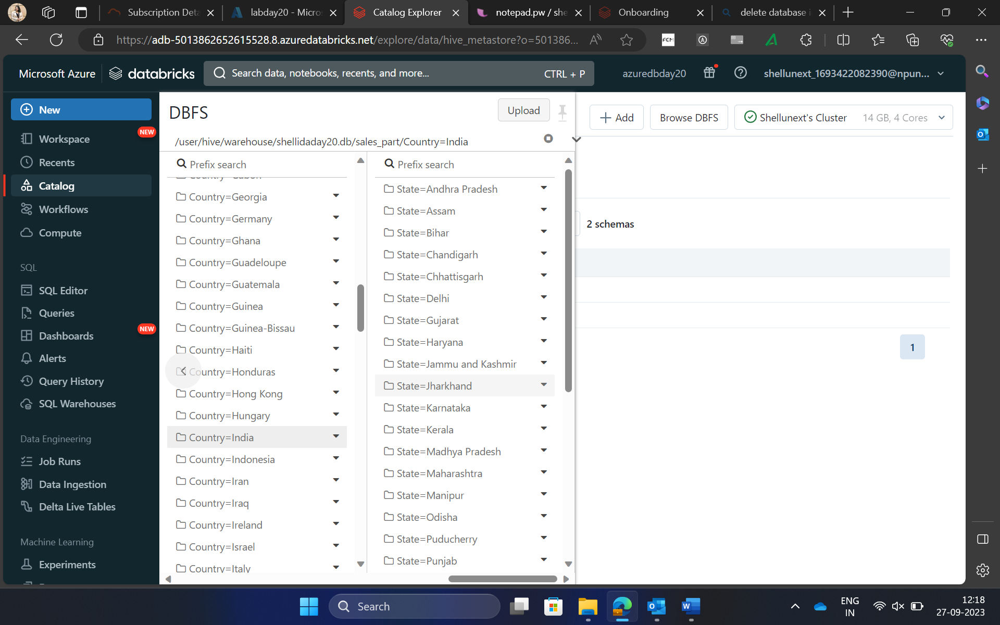 Subscription Deta
labday20 - Micros
Catalog Explorer
notepad.pw / she
Onboarding
delete database i
https://adb-5013862652615528.8.azuredatabricks.net/explore/data/hive_metastore?o=501386...
Microsoft Azure
databricks
Search data, notebooks, recents, and more...
CTRL + P
azuredbday20
shellunext_1693422082390@npun...
New
Workspace
NEW
Recents
Catalog
Workflows
Compute
SQL
SQL Editor
Queries
Dashboards
NEW
Alerts
Query History
SQL Warehouses
Data Engineering
Job Runs
Data Ingestion
Delta Live Tables
Machine Learning
Experiments
DBFS
Upload
/user/hive/warehouse/shellidaday20.db/sales_part/Country=India
Prefix search
Country=Gabon
Country=Georgia
Country=Germany
Country=Ghana
Country=Guadeloupe
Country=Guatemala
Country=Guinea
Country=Guinea-Bissau
Country=Haiti
Country=Honduras
Country=Hong Kong
Country=Hungary
Country=India
Country=Indonesia
Country=Iran
Country=Iraq
Country=Ireland
Country=Israel
Country=Italy
Prefix search
State=Andhra Pradesh
State=Assam
State=Bihar
State=Chandigarh
State=Chhattisgarh
State=Delhi
State=Gujarat
State=Haryana
State=Jammu and Kashmir
State=Jharkhand
State=Karnataka
State=Kerala
State=Madhya Pradesh
State=Maharashtra
State=Manipur
State=Odisha
State=Puducherry
State=Punjab
Add
Browse DBFS
Shellunext's Cluster
14 GB, 4 Cores
2 schemas
1
Search
ENG
IN
12:18
27-09-2023